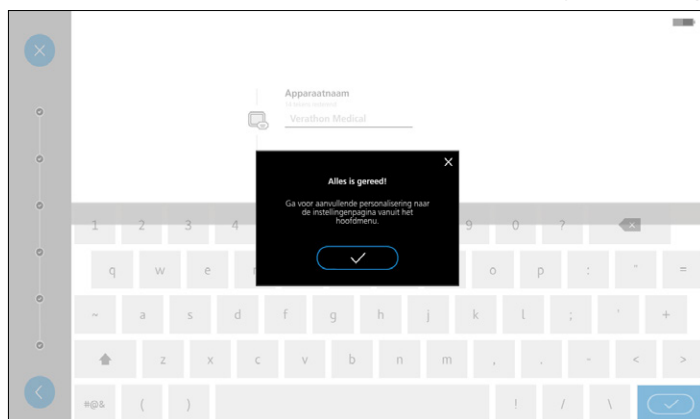 Apparaatnaam
Verathon Medical
Alles is gereed!
Ga voor aanvullende personalisering naar
de instellingenpagina vanuit het
hoofdmenu.
1 2 3 4 9 0 ?
q w e r o p : " =
~ a s d f g h j k l ; ' +
z x c v b n m , . - < >
#@& ( ) ! / \